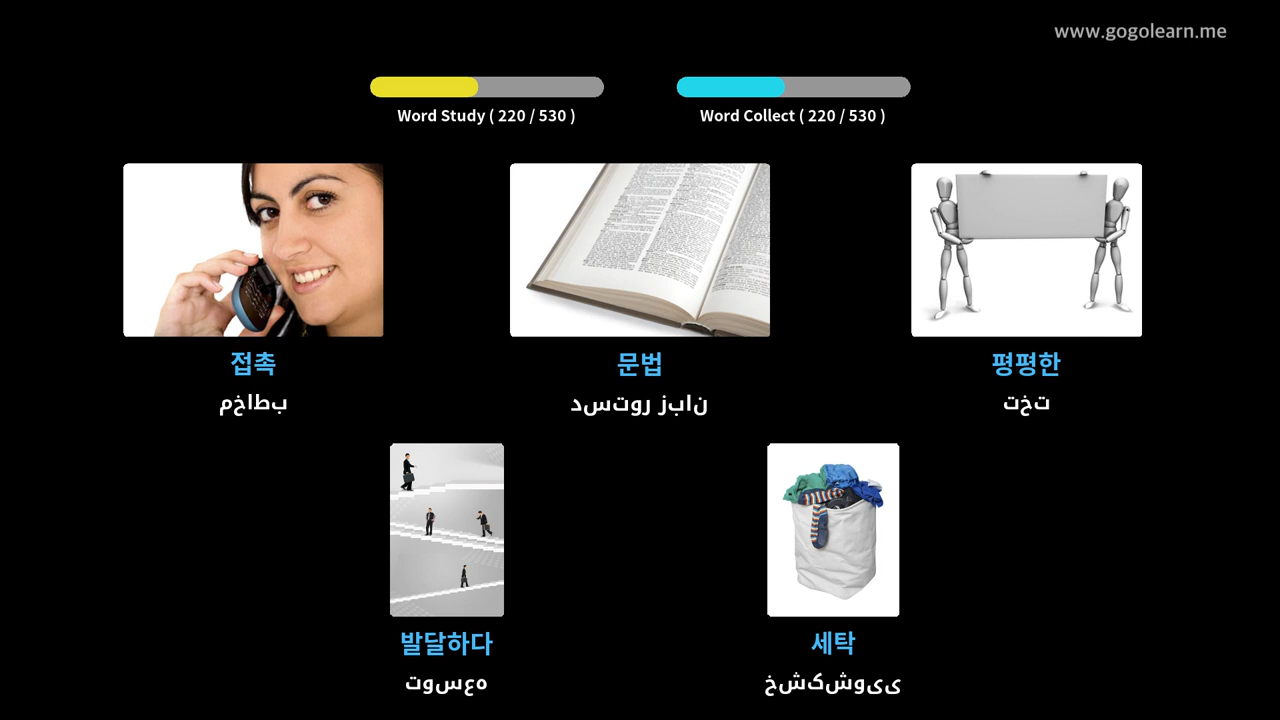 www.gogolearn.me
Word Study ( 220 / 530 )
Word Collect ( 220 / 530 )
접촉
بطاخم
문법
نابز روتسد
평평한
تخت
발달하다
هعسوت
세탁
ییوشکشخ